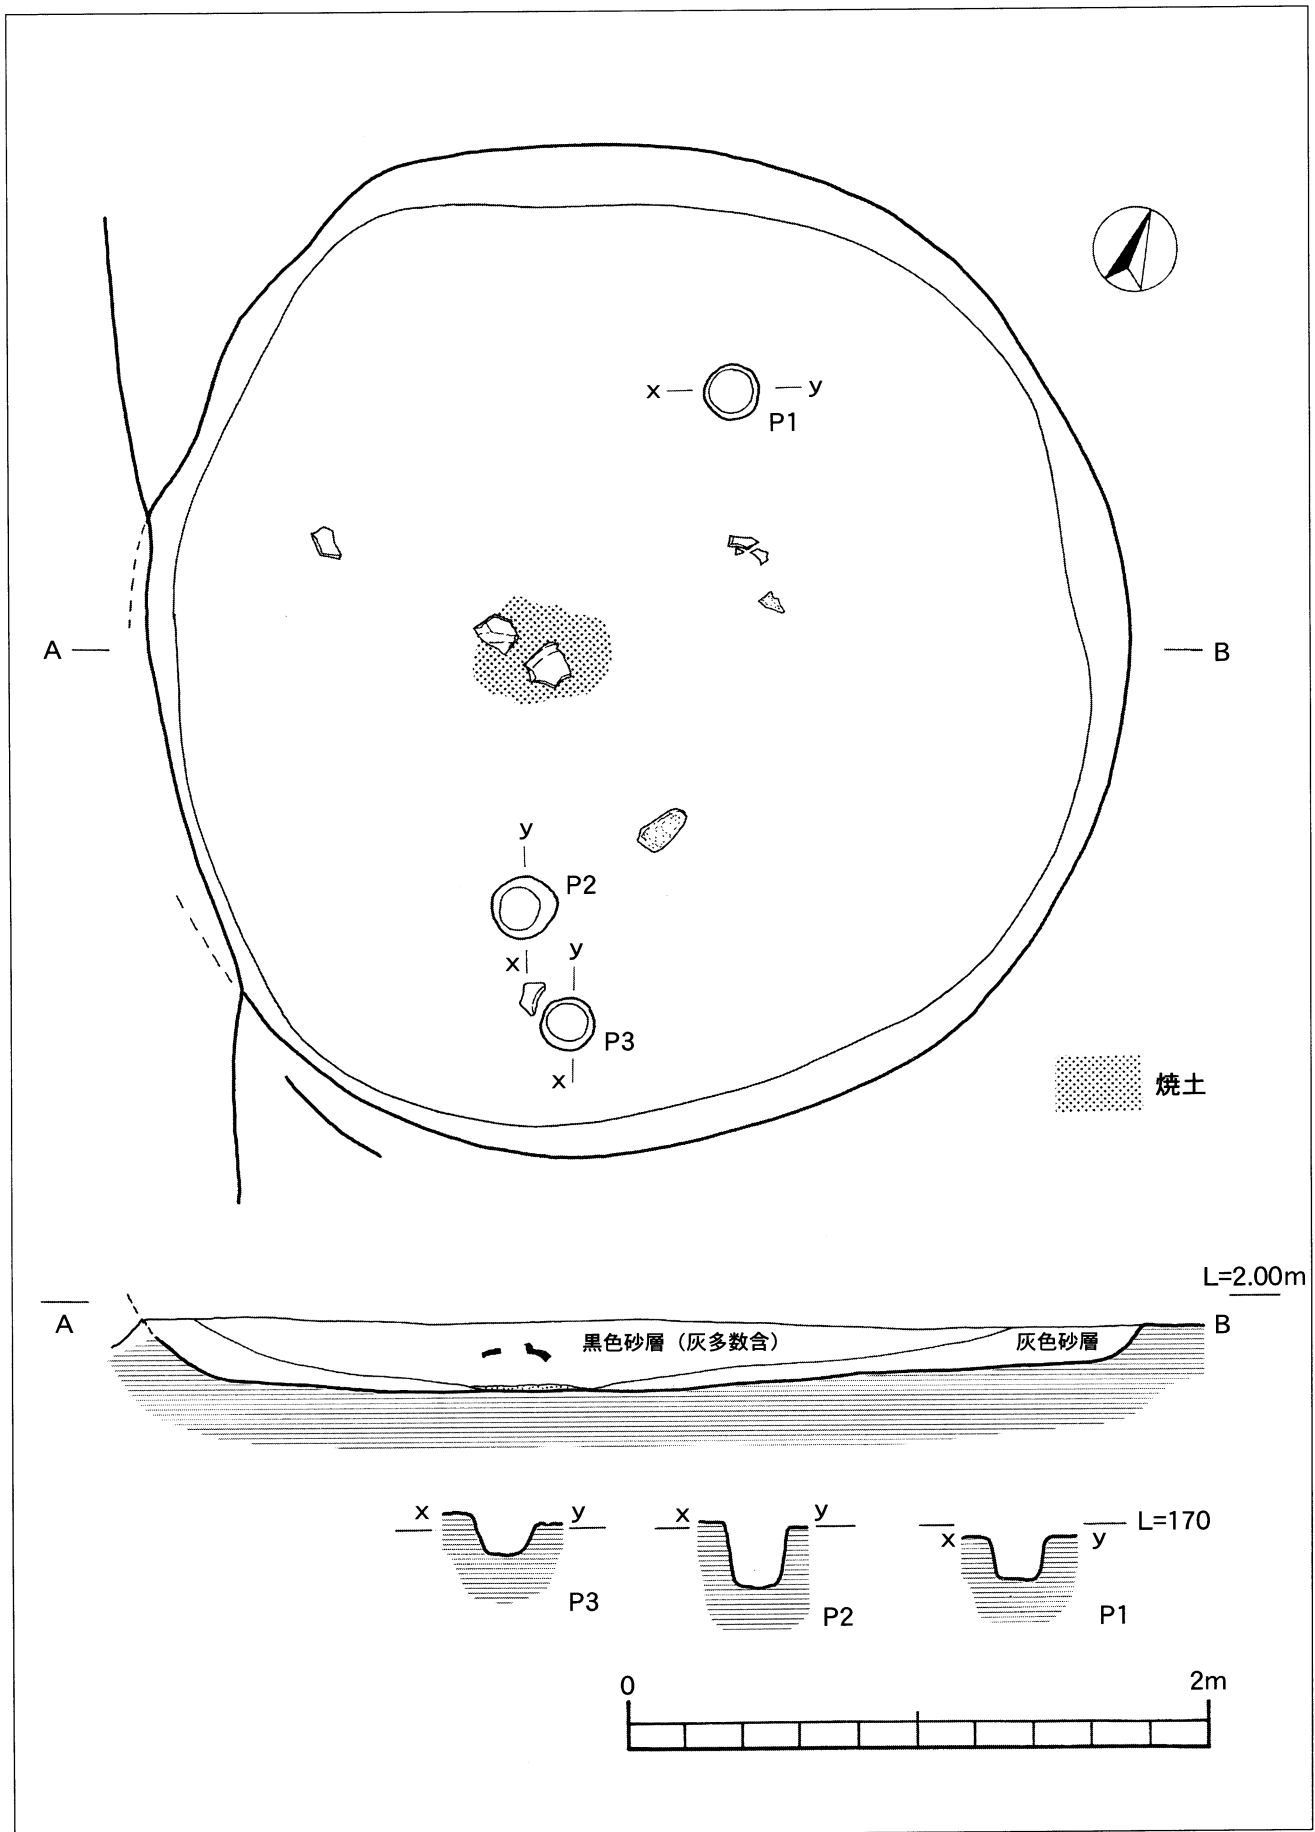 x y
P1
A B
y
P2
x y
P3
x
焼土
L=2.00m
A 黒色砂層（灰多数含） 灰色砂層 B
x y x y x y L=170
P3 P2 P1
0 2m